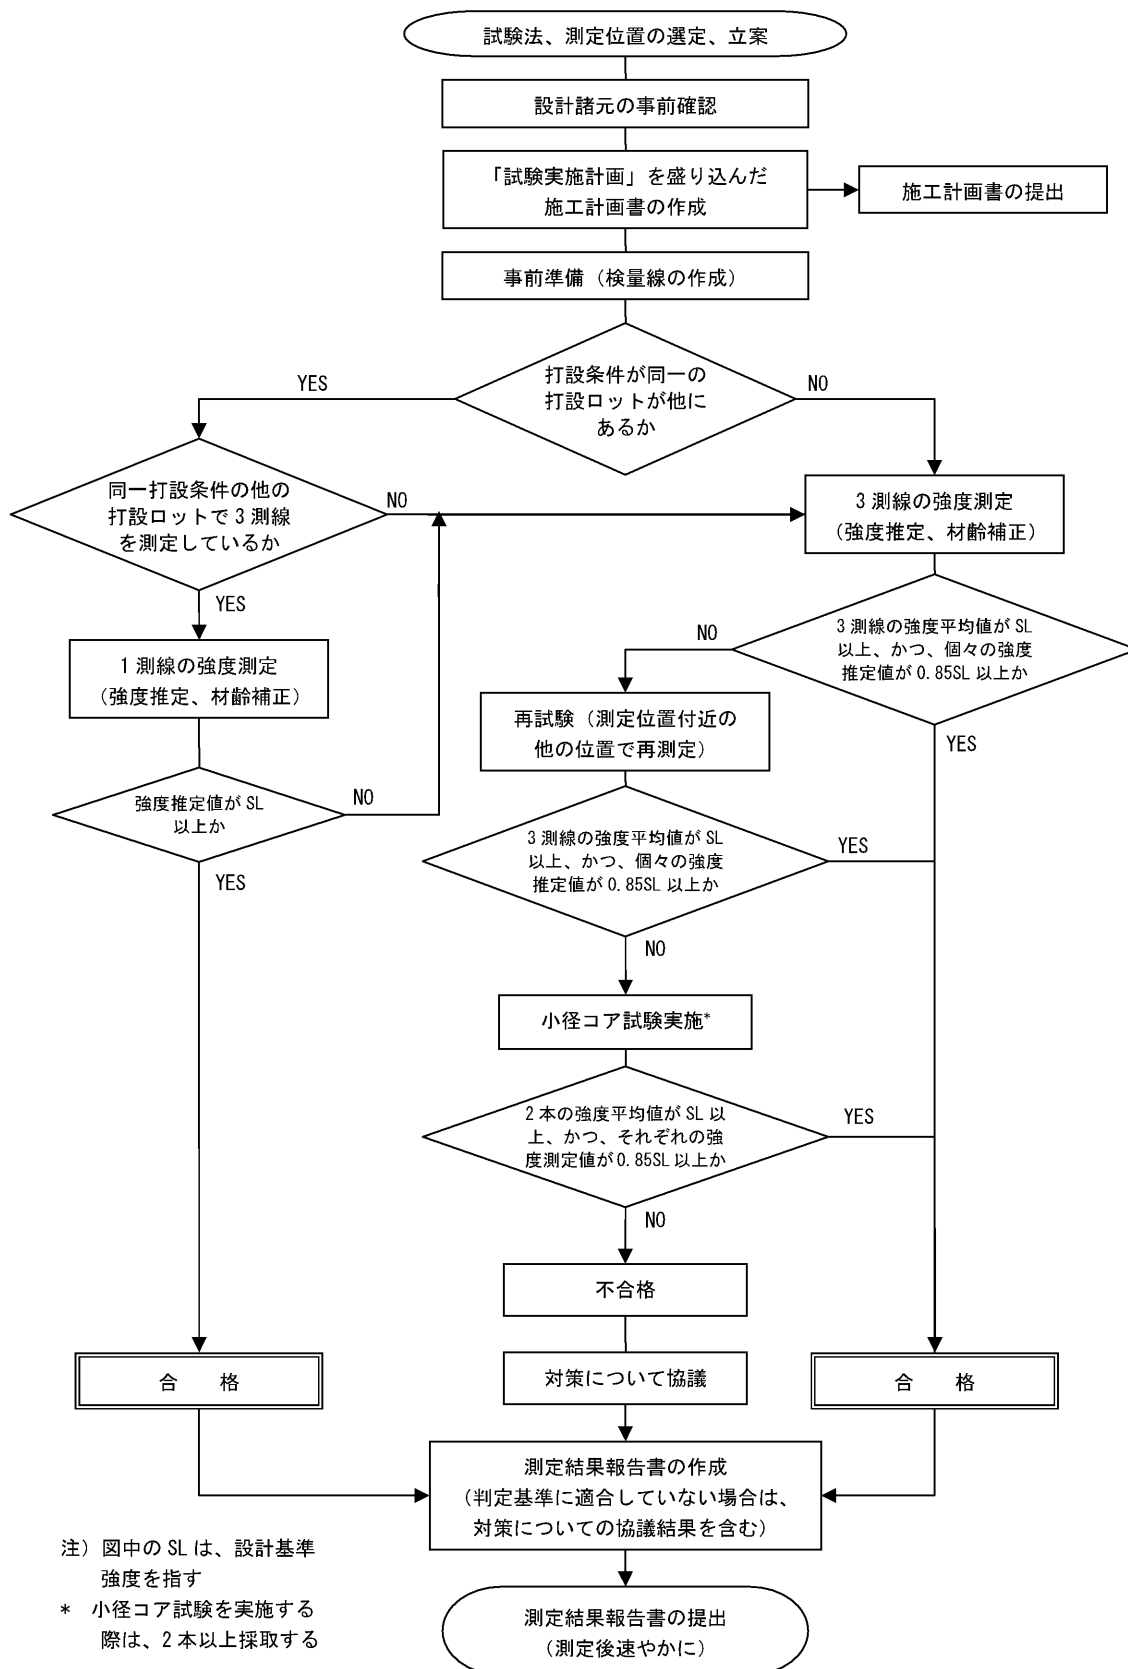 試験法、測定位置の選定、立案
設計諸元の事前確認
「試験実施計画」を盛り込んだ
施工計画書の作成
施工計画書の提出
事前準備（検量線の作成）
打設条件が同一の
打設ロットが他に
あるか
YES
NO
同一打設条件の他の
打設ロットで3測線
を測定しているか
NO
YES
3測線の強度測定
（強度推定、材齢補正）
1測線の強度測定
（強度推定、材齢補正）
3測線の強度平均値がSL
以上、かつ、個々の強度
推定値が0.85SL以上か
NO
YES
再試験（測定位置付近の
他の位置で再測定）
強度推定値がSL
以上か
NO
YES
3測線の強度平均値がSL
以上、かつ、個々の強度
推定値が0.85SL以上か
YES
NO
小径コア試験実施*
2本の強度平均値がSL以
上、かつ、それぞれの強
度測定値が0.85SL以上か
YES
NO
不合格
合　格
対策について協議
合　格
測定結果報告書の作成
（判定基準に適合していない場合は、
対策についての協議結果を含む）
注）図中のSLは、設計基準
強度を指す
*　小径コア試験を実施する
際は、2本以上採取する
測定結果報告書の提出
（測定後速やかに）